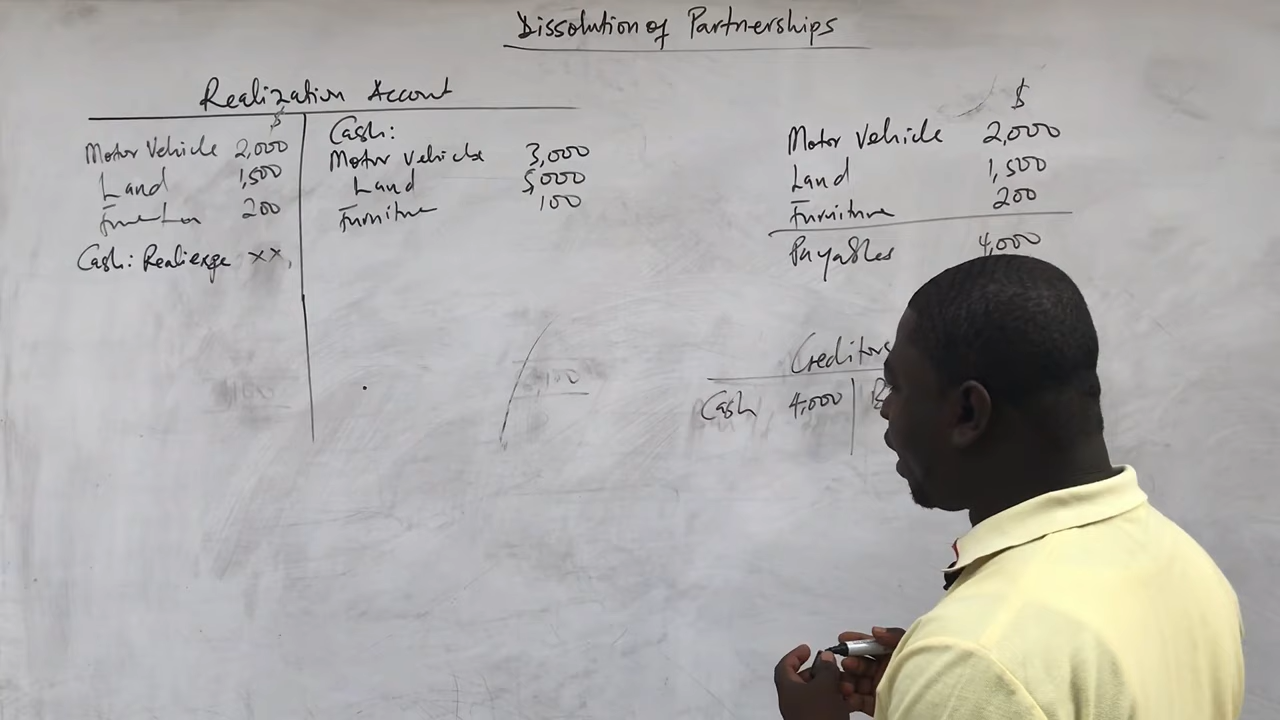 Dissolution of Partnerships
Realization Account
$
Motor Vehicle 2,000
Land 1,500
200
Cash: Realiexpe xx,
Cash:
Motor Vehicle 3,000
Land 5,000
Furniture 100
$
Motor Vehicle 2,000
Land 1,500
Furniture 200
Payables 4,000
Creditors
Cash 4,000